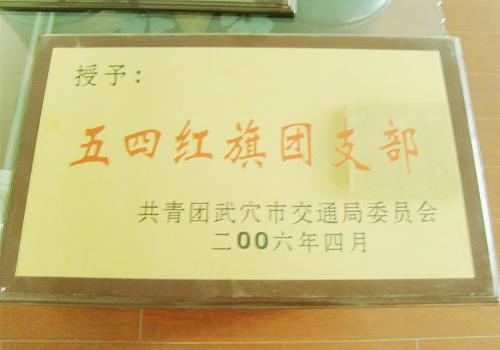 授予：
五四红旗团支部
共青团武穴市交通局委员会
二00六年四月